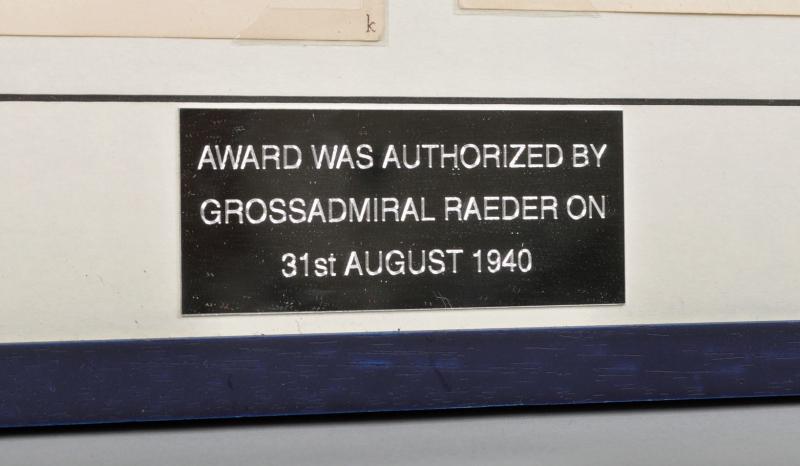 k
AWARD WAS AUTHORIZED BY
GROSSADMIRAL RAEDER ON
31st AUGUST 1940